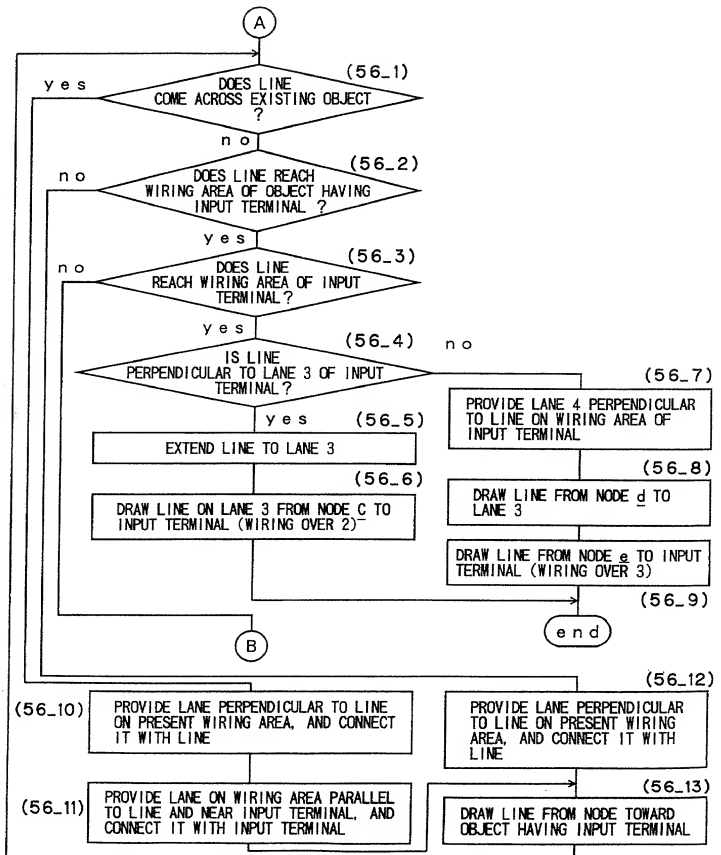 A
(56_1)
yes
DOES LINE
COME ACROSS EXISTING OBJECT
?
no
(56_2)
no
DOES LINE REACH
WIRING AREA OF OBJECT HAVING
INPUT TERMINAL ?
yes
(56_3)
no
DOES LINE
REACH WIRING AREA OF INPUT
TERMINAL?
yes
(56_4)
no
IS LINE
PERPENDICULAR TO LANE 3 OF INPUT
TERMINAL?
yes
(56_5)
EXTEND LINE TO LANE 3
(56_6)
DRAW LINE ON LANE 3 FROM NODE C TO
INPUT TERMINAL (WIRING OVER 2)
(56_7)
PROVIDE LANE 4 PERPENDICULAR
TO LINE ON WIRING AREA OF
INPUT TERMINAL
(56_8)
DRAW LINE FROM NODE d TO
LANE 3
DRAW LINE FROM NODE e TO INPUT
TERMINAL (WIRING OVER 3)
(56_9)
B
end
(56_10)
PROVIDE LANE PERPENDICULAR TO LINE
ON PRESENT WIRING AREA, AND CONNECT
IT WITH LINE
(56_11)
PROVIDE LANE ON WIRING AREA PARALLEL
TO LINE AND NEAR INPUT TERMINAL, AND
CONNECT IT WITH INPUT TERMINAL
(56_12)
PROVIDE LANE PERPENDICULAR
TO LINE ON PRESENT WIRING
AREA, AND CONNECT IT WITH
LINE
(56_13)
DRAW LINE FROM NODE TOWARD
OBJECT HAVING INPUT TERMINAL